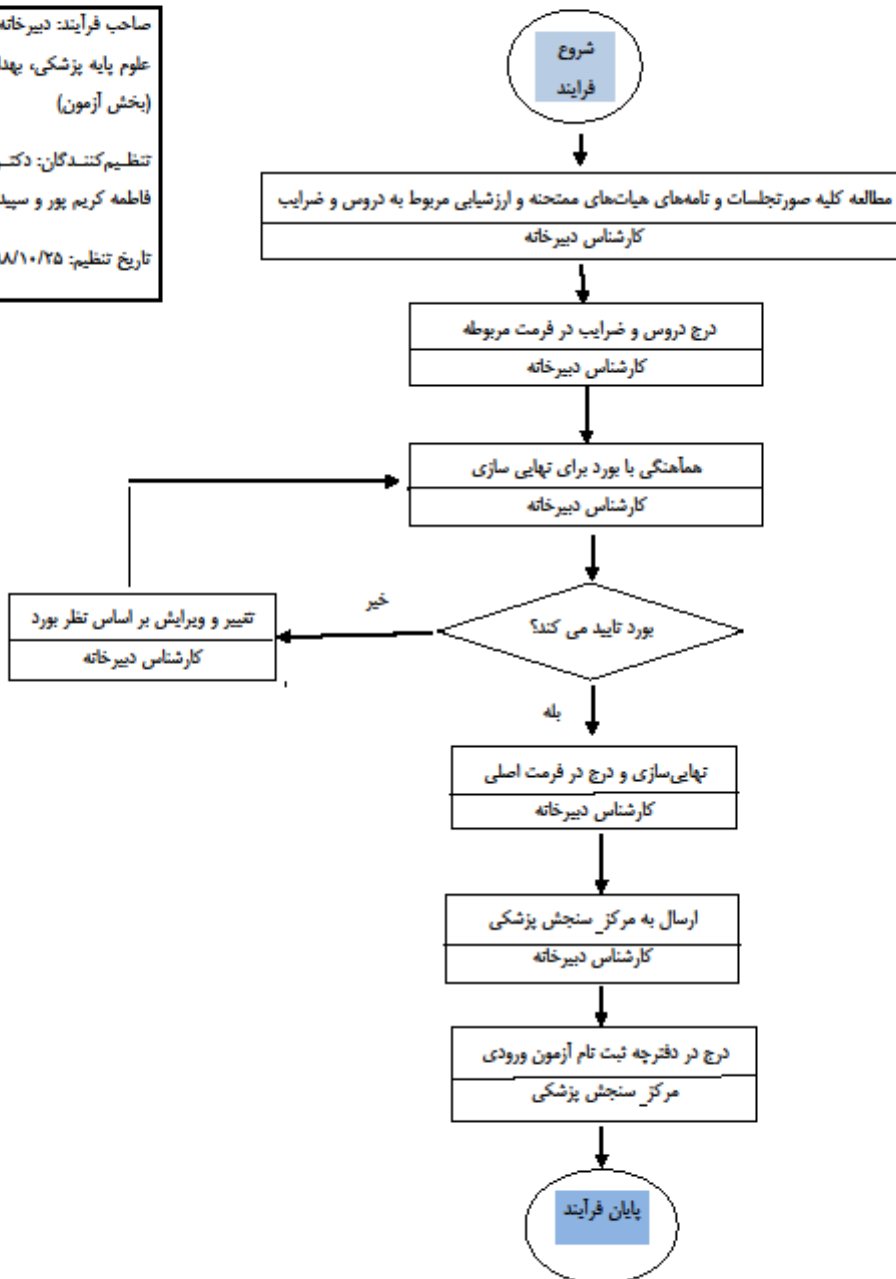 صاحب فرآیند: دبیرخانه
علوم پایه پزشکی،
(بخش آزمون)
تنظیم‌کنندگان:
فاطمه کریم پور و
تاریخ تنظیم: ۸/۱۰/۲۵
شروع
فرایند
مطالعه کلیه صورتجلسات و نامه‌های هیات‌های ممتحنه و ارزشیابی مربوط به دروس و ضرایب
کارشناس دبیرخانه
درج دروس و ضرایب در فرمت مربوطه
کارشناس دبیرخانه
همآهنگی با بورد برای نهایی سازی
کارشناس دبیرخانه
بورد تایید می کند؟
خیر
تغییر و ویرایش بر اساس نظر بورد
کارشناس دبیرخانه
بله
نهایی‌سازی و درج در فرمت اصلی
کارشناس دبیرخانه
ارسال به مرکز سنجش پزشکی
کارشناس دبیرخانه
درج در دفترچه ثبت نام آزمون ورودی
مرکز سنجش پزشکی
پایان فرآیند